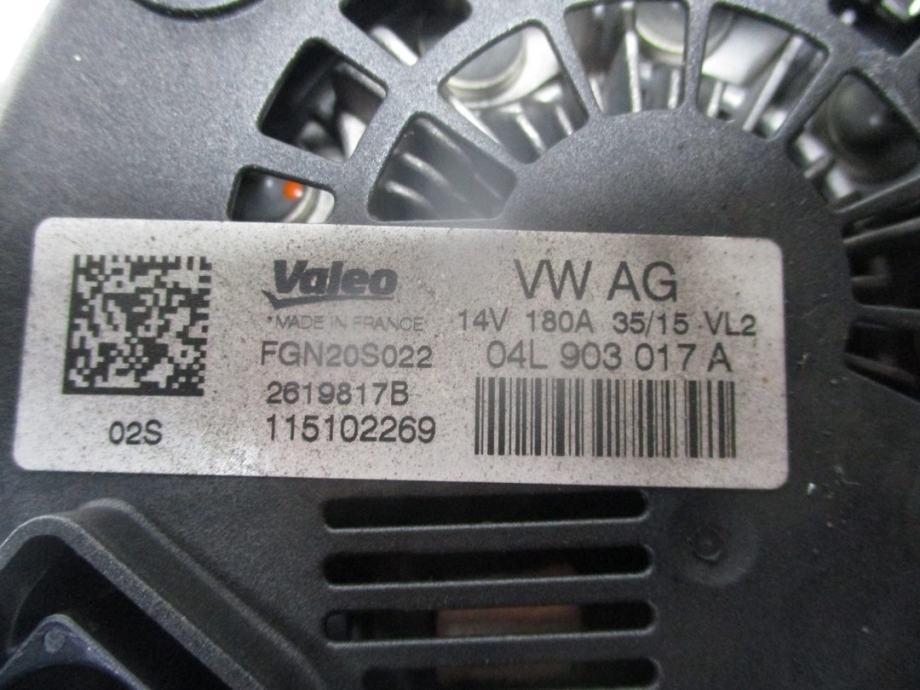 Valeo
*MADE IN FRANCE
FGN20S022
2619817B
115102269
02S
VW AG
14V 180A 35/15 VL2
04L 903 017 A